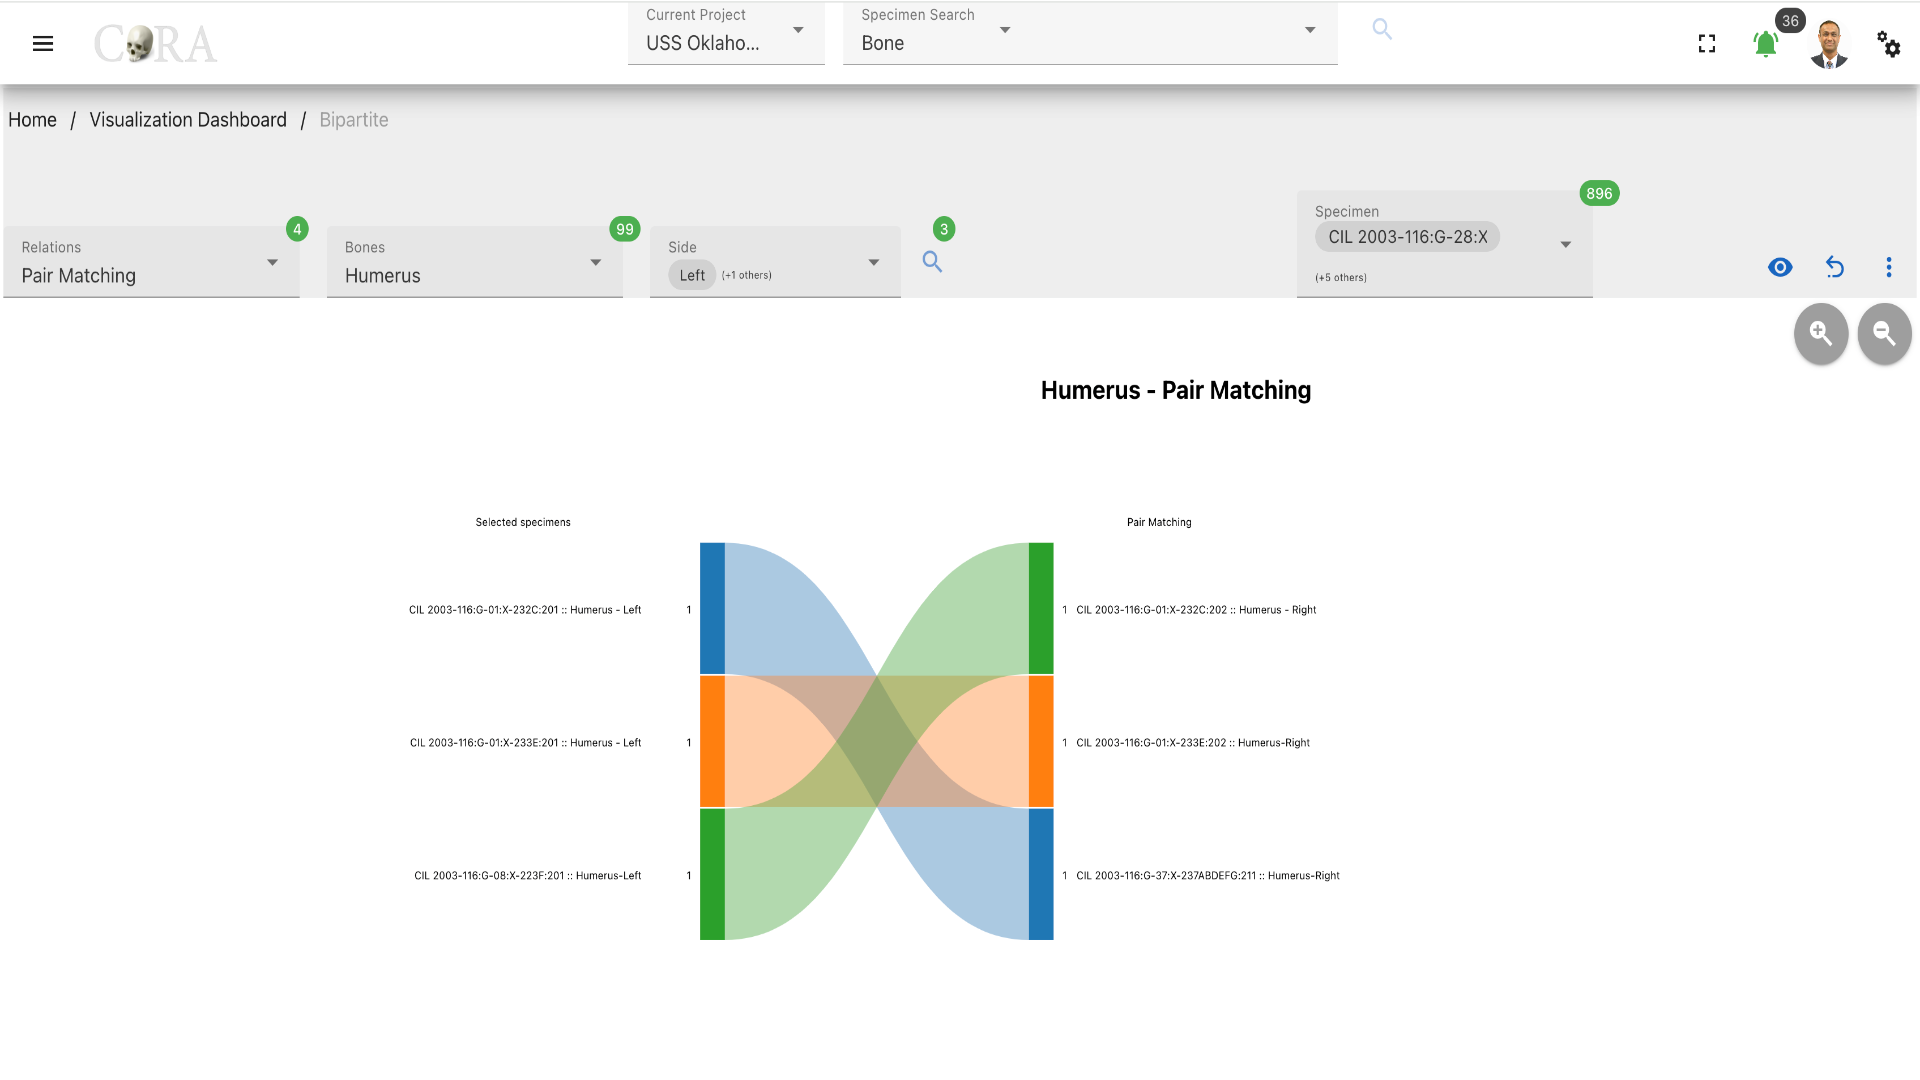 CORA
Current Project
USS Oklaho...
Specimen Search
Bone
36
Home / Visualization Dashboard / Bipartite
Relations
Pair Matching
4
Bones
Humerus
99
Side
Left (+1 others)
3
Specimen
CIL 2003-116:G-28:X
(+5 others)
896
Humerus - Pair Matching
Selected specimens
Pair Matching
CIL 2003-116:G-01:X-232C:201 :: Humerus - Left 1
1 CIL 2003-116:G-01:X-232C:202 :: Humerus - Right
CIL 2003-116:G-01:X-233E:201 :: Humerus - Left 1
1 CIL 2003-116:G-01:X-233E:202 :: Humerus-Right
CIL 2003-116:G-08:X-223F:201 :: Humerus-Left 1
1 CIL 2003-116:G-37:X-237ABDEFG:211 :: Humerus-Right